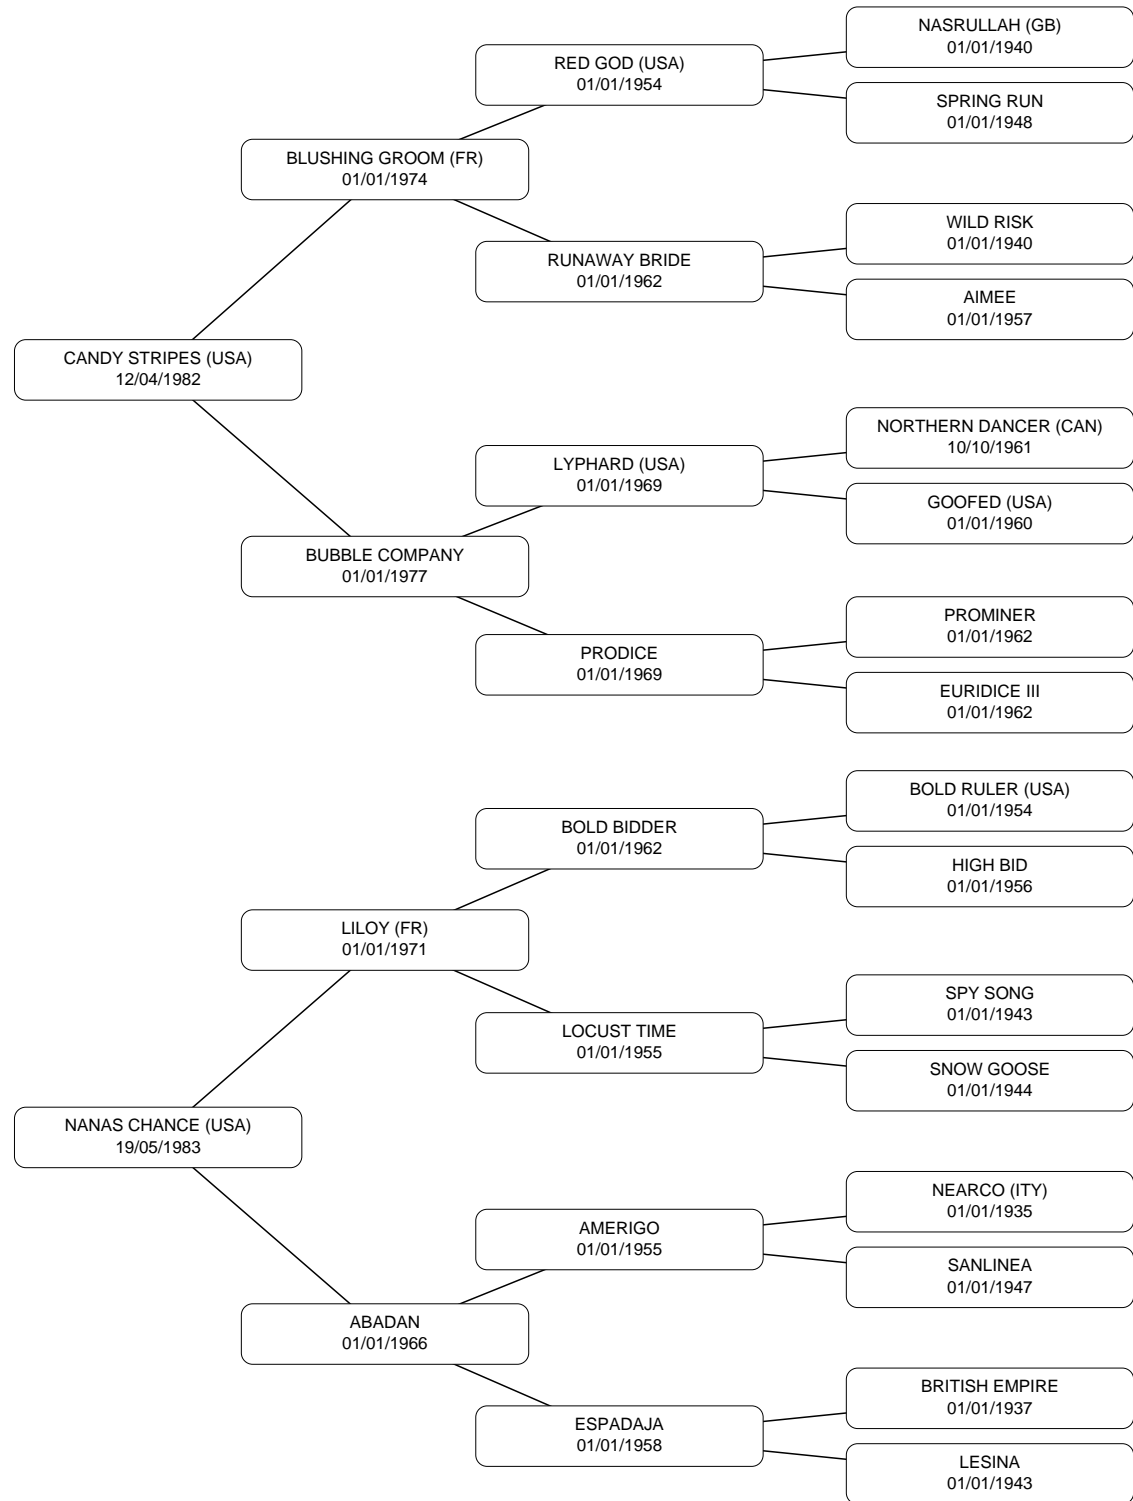 NASRULLAH (GB)
01/01/1940
RED GOD (USA)
01/01/1954
SPRING RUN
01/01/1948
BLUSHING GROOM (FR)
01/01/1974
WILD RISK
01/01/1940
RUNAWAY BRIDE
01/01/1962
AIMEE
01/01/1957
CANDY STRIPES (USA)
12/04/1982
NORTHERN DANCER (CAN)
10/10/1961
LYPHARD (USA)
01/01/1969
GOOFED (USA)
01/01/1960
BUBBLE COMPANY
01/01/1977
PROMINER
01/01/1962
PRODICE
01/01/1969
EURIDICE III
01/01/1962
BOLD RULER (USA)
01/01/1954
BOLD BIDDER
01/01/1962
HIGH BID
01/01/1956
LILOY (FR)
01/01/1971
SPY SONG
01/01/1943
LOCUST TIME
01/01/1955
SNOW GOOSE
01/01/1944
NANAS CHANCE (USA)
19/05/1983
NEARCO (ITY)
01/01/1935
AMERIGO
01/01/1955
SANLINEA
01/01/1947
ABADAN
01/01/1966
BRITISH EMPIRE
01/01/1937
ESPADAJA
01/01/1958
LESINA
01/01/1943